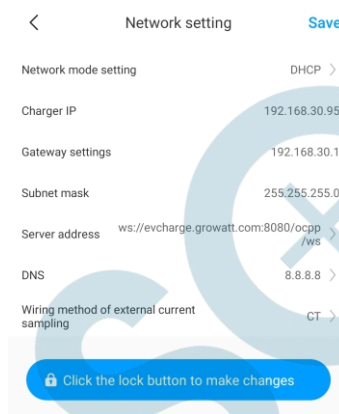 Network setting Save
Network mode setting DHCP
Charger IP 192.168.30.95
Gateway settings 192.168.30.1
Subnet mask 255.255.255.0
Server address ws://evcharge.growatt.com:8080/ocpp
/ws
DNS 8.8.8.8
Wiring method of external current
sampling CT
Click the lock button to make changes